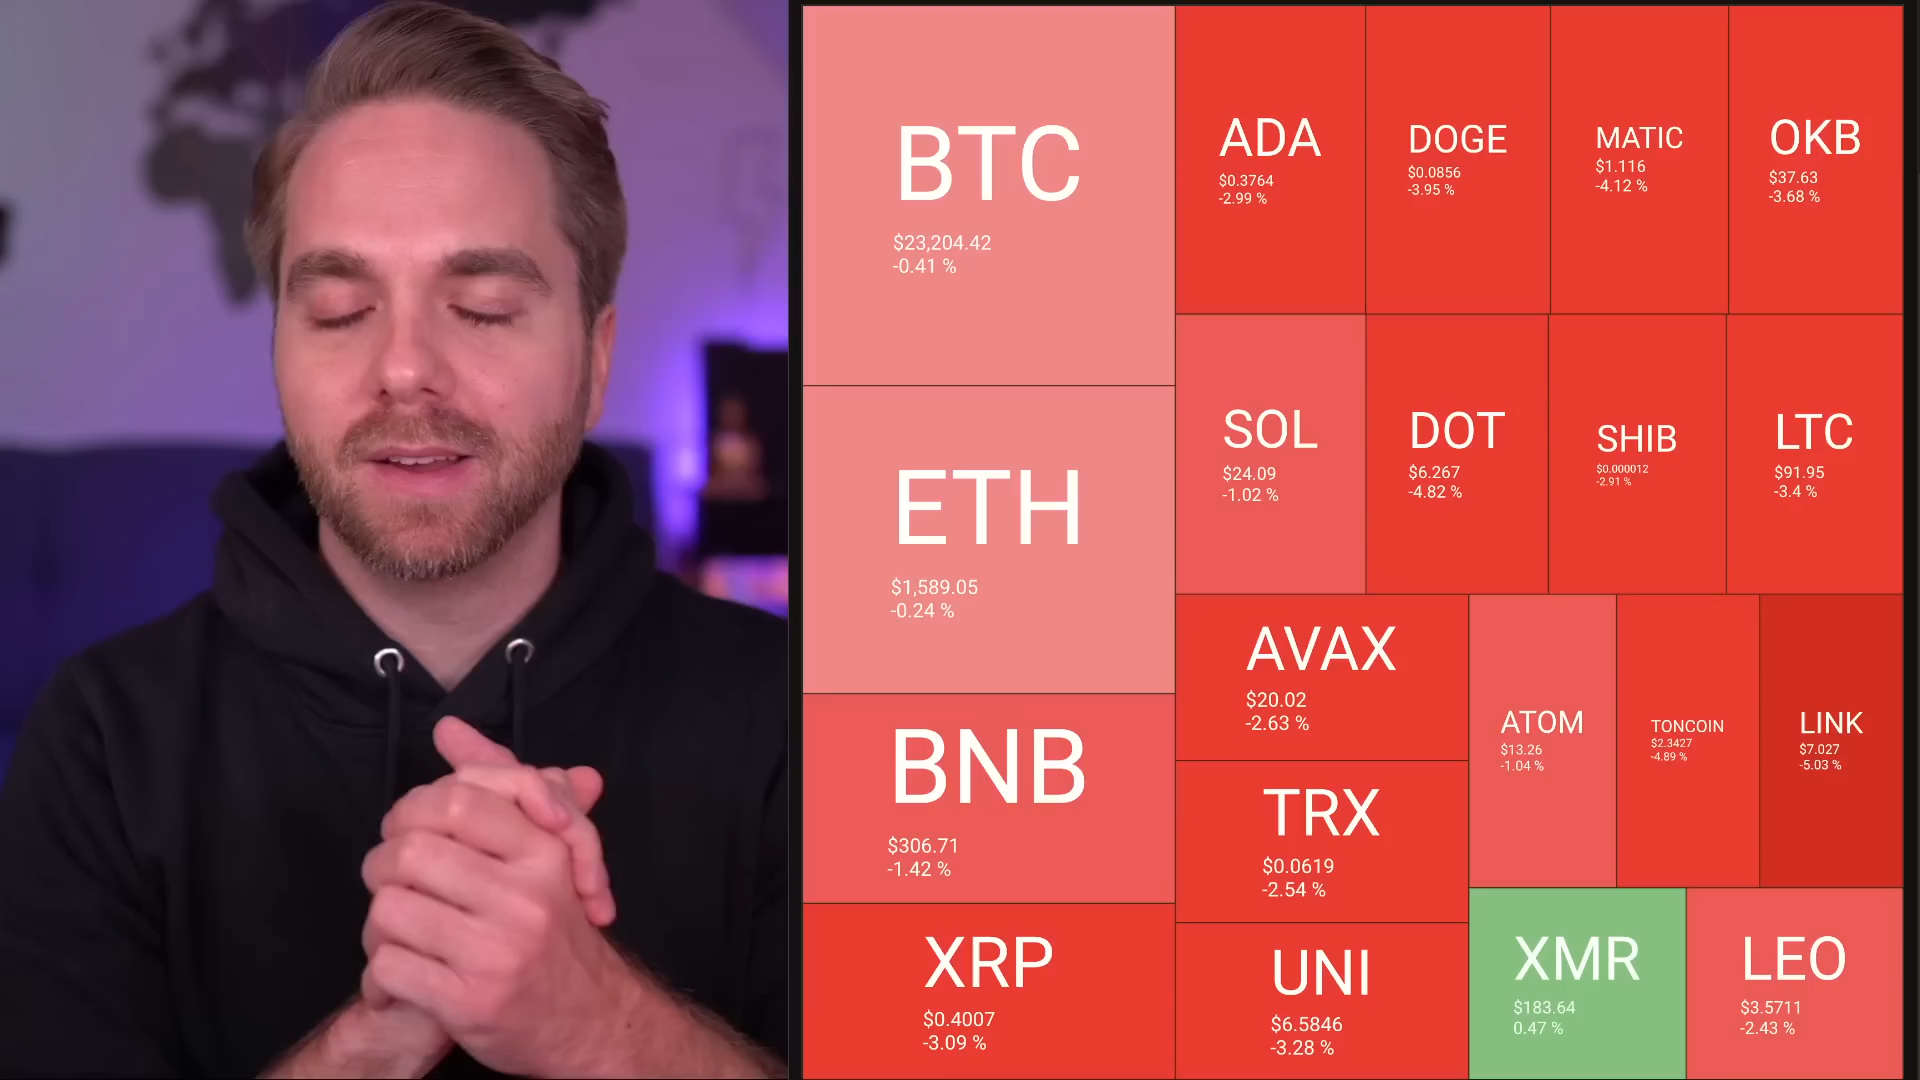 BTC
$23,204.42
-0.41 %
ETH
$1,589.05
-0.24 %
BNB
$306.71
-1.42 %
XRP
$0.4007
-3.09 %
ADA
$0.3764
-2.99 %
DOGE
$0.0856
-3.95 %
MATIC
$1.116
-4.12 %
OKB
$37.63
-3.68 %
SOL
$24.09
-1.02 %
DOT
$6.267
-4.82 %
SHIB
$0.000012
-2.91 %
LTC
$91.95
-3.4 %
AVAX
$20.02
-2.63 %
TRX
$0.0619
-2.54 %
UNI
$6.5846
-3.28 %
ATOM
$13.26
-1.04 %
TONCOIN
$2.3427
-4.89 %
LINK
$7.027
-5.03 %
XMR
$183.64
0.47 %
LEO
$3.5711
-2.43 %